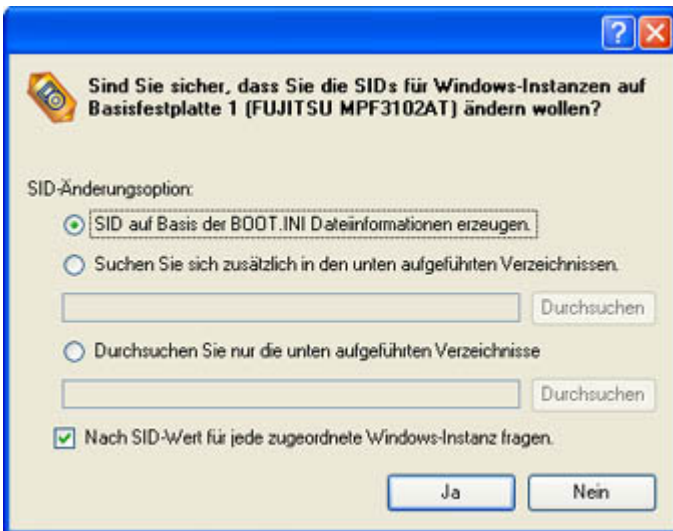 Sind Sie sicher, dass Sie die SIDs für Windows-Instanzen auf
Basisfestplatte 1 (FUJITSU MPF3102AT) ändern wollen?
SID-Änderungsoption:
SID auf Basis der BOOT.INI Dateiinformationen erzeugen.
Suchen Sie sich zusätzlich in den unten aufgeführten Verzeichnissen.
Durchsuchen
Durchsuchen Sie nur die unten aufgeführten Verzeichnisse
Durchsuchen
Nach SID-Wert für jede zugeordnete Windows-Instanz fragen.
Ja
Nein